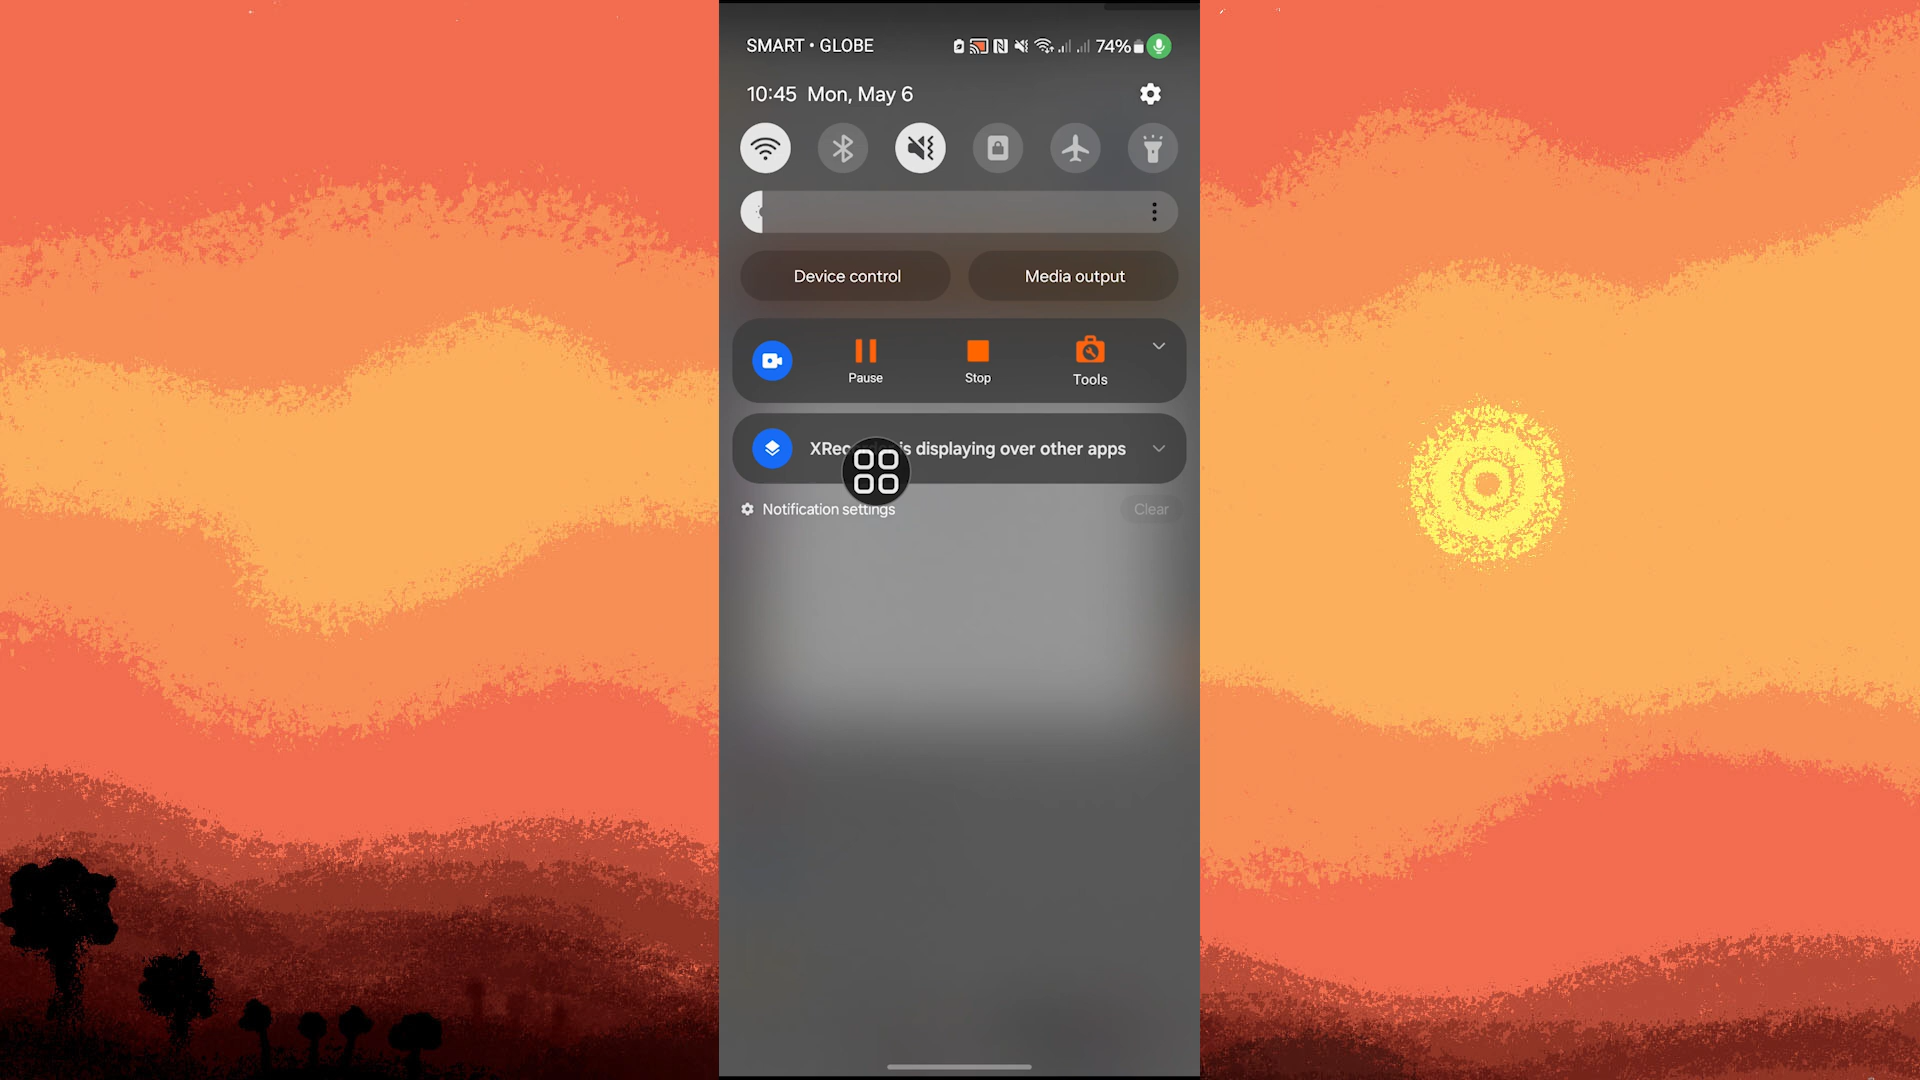 SMART • GLOBE 74%
10:45 Mon, May 6
Device control Media output
Pause Stop Tools
XRecorder is displaying over other apps
Notification settings Clear